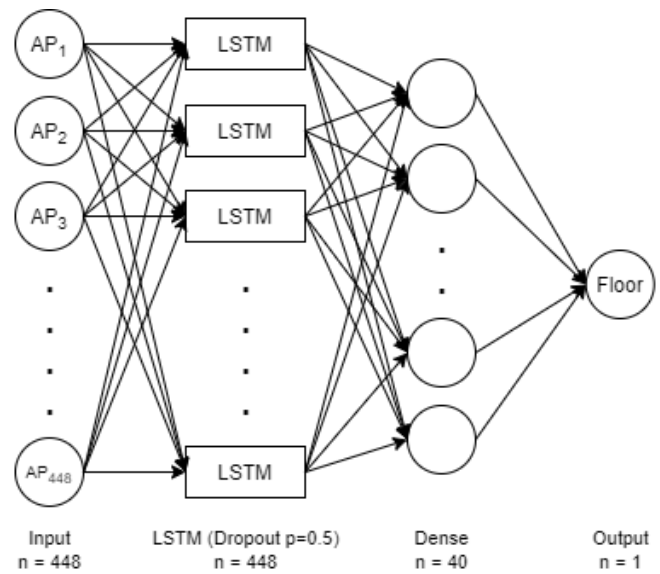 AP₁
LSTM
AP₂
LSTM
AP₃
LSTM
Floor
AP₄₄₈
LSTM
Input
n = 448
LSTM (Dropout p=0.5)
n = 448
Dense
n = 40
Output
n = 1